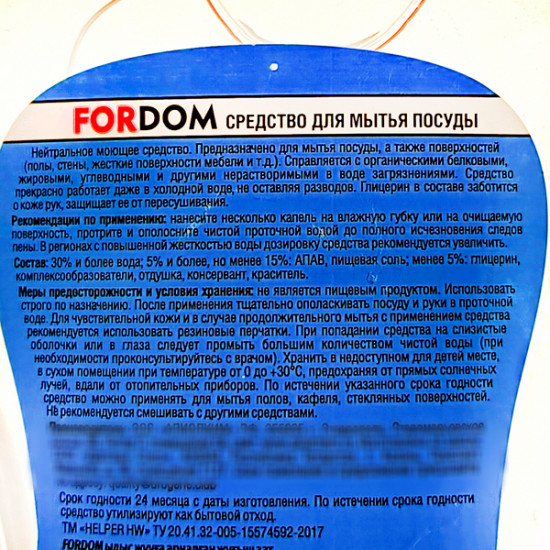 FORDOM СРЕДСТВО ДЛЯ МЫТЬЯ ПОСУДЫ
Нейтральное моющее средство. Предназначено для мытья посуды, а также поверхностей
(полы, стены, жесткие поверхности мебели и т.д.). Справляется с органическими белковыми,
жировыми, углеводными и другими нерастворимыми в воде загрязнениями. Средство
прекрасно работает даже в холодной воде, не оставляя разводов. Глицерин в составе заботится
о коже рук, защищает ее от пересушивания.
Рекомендации по применению: нанесите несколько капель на влажную губку или на очищаемую
поверхность, протрите и ополосните чистой проточной водой до полного исчезновения следов
пены. В регионах с повышенной жесткостью воды дозировку средства рекомендуется увеличить.
Состав: 30% и более вода; 5% и более, но менее 15%: АПАВ, пищевая соль; менее 5%: глицерин,
комплексообразователи, отдушка, консервант, краситель.
Меры предосторожности и условия хранения: не является пищевым продуктом. Использовать
строго по назначению. После применения тщательно ополаскивать посуду и руки в проточной
воде. Для чувствительной кожи и в случае продолжительного мытья с применением средства
рекомендуется использовать резиновые перчатки. При попадании средства на слизистые
оболочки или в глаза следует промыть большим количеством чистой воды (при
необходимости проконсультируйтесь с врачом). Хранить в недоступном для детей месте,
в сухом помещении при температуре от 0 до +30°С, предохраняя от прямых солнечных
лучей, вдали от отопительных приборов. По истечении указанного срока годности
средство можно применять для мытья полов, кафеля, стеклянных поверхностей.
Не рекомендуется смешивать с другими средствами.
Срок годности 24 месяца с даты изготовления. По истечении срока годности
средство утилизируют как бытовой отход.
ТМ «HELPER HW» ТУ 20.41.32-005-15574592-2017
FORDOM ыдыс жууға арналған жуғыш зат